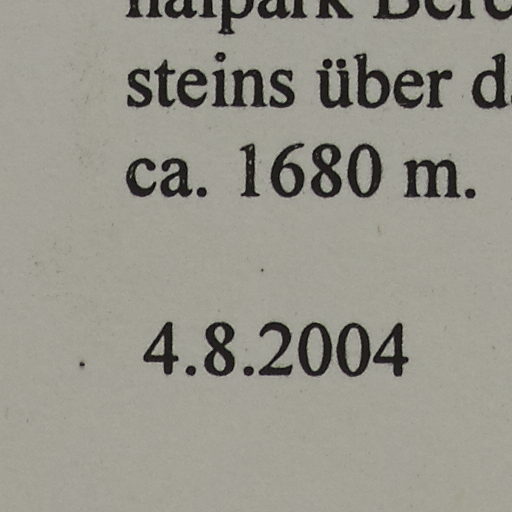 steins über
ca. 1680 m.
4.8.2004